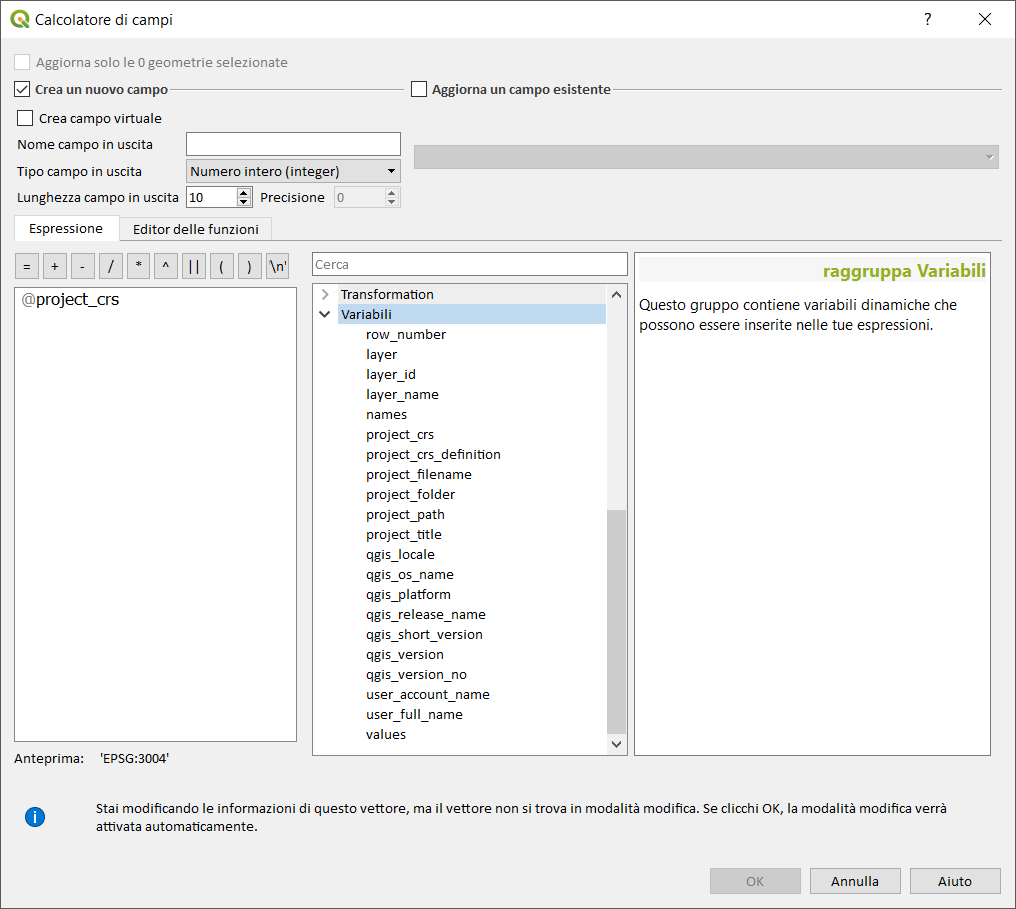 Calcolatore di campi
?
Aggiorna solo le 0 geometrie selezionate
Crea un nuovo campo
Aggiorna un campo esistente
Crea campo virtuale
Nome campo in uscita
Tipo campo in uscita
Numero intero (integer)
Lunghezza campo in uscita
10
Precisione
0
Espressione
Editor delle funzioni
= + - / * ^ || ( ) \n'
@project_crs
Cerca
Transformation
Variabili
row_number
layer
layer_id
layer_name
names
project_crs
project_crs_definition
project_filename
project_folder
project_path
project_title
qgis_locale
qgis_os_name
qgis_platform
qgis_release_name
qgis_short_version
qgis_version
qgis_version_no
user_account_name
user_full_name
values
raggruppa Variabili
Questo gruppo contiene variabili dinamiche che
possono essere inserite nelle tue espressioni.
Anteprima: 'EPSG:3004'
Stai modificando le informazioni di questo vettore, ma il vettore non si trova in modalità modifica. Se clicchi OK, la modalità modifica verrà
attivata automaticamente.
OK
Annulla
Aiuto